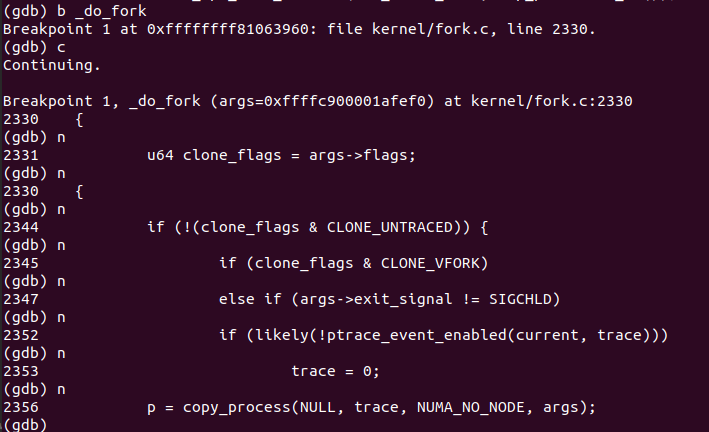 (gdb) b _do_fork
Breakpoint 1 at 0xffffffff81063960: file kernel/fork.c, line 2330.
(gdb) c
Continuing.

Breakpoint 1, _do_fork (args=0xffffc900001afef0) at kernel/fork.c:2330
2330    {
(gdb) n
2331            u64 clone_flags = args->flags;
(gdb) n
2330    {
(gdb) n
2344            if (!(clone_flags & CLONE_UNTRACED)) {
(gdb) n
2345                    if (clone_flags & CLONE_VFORK)
(gdb) n
2347                    else if (args->exit_signal != SIGCHLD)
(gdb) n
2352                    if (likely(!ptrace_event_enabled(current, trace)))
(gdb) n
2353                            trace = 0;
(gdb) n
2356            p = copy_process(NULL, trace, NUMA_NO_NODE, args);
(gdb)